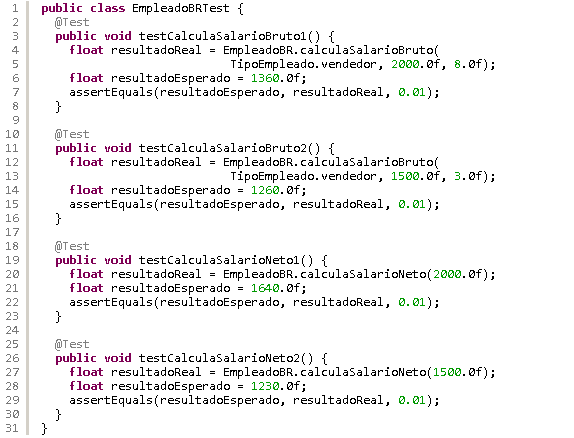 1 public class EmpleadoBRTest {
2 @Test
3 public void testCalculaSalarioBruto1() {
4 float resultadoReal = EmpleadoBR.calculaSalarioBruto(
5 TipoEmpleado.vendedor, 2000.0f, 8.0f);
6 float resultadoEsperado = 1360.0f;
7 assertEquals(resultadoEsperado, resultadoReal, 0.01);
8 }
9
10 @Test
11 public void testCalculaSalarioBruto2() {
12 float resultadoReal = EmpleadoBR.calculaSalarioBruto(
13 TipoEmpleado.vendedor, 1500.0f, 3.0f);
14 float resultadoEsperado = 1260.0f;
15 assertEquals(resultadoEsperado, resultadoReal, 0.01);
16 }
17
18 @Test
19 public void testCalculaSalarioNeto1() {
20 float resultadoReal = EmpleadoBR.calculaSalarioNeto(2000.0f);
21 float resultadoEsperado = 1640.0f;
22 assertEquals(resultadoEsperado, resultadoReal, 0.01);
23 }
24
25 @Test
26 public void testCalculaSalarioNeto2() {
27 float resultadoReal = EmpleadoBR.calculaSalarioNeto(1500.0f);
28 float resultadoEsperado = 1230.0f;
29 assertEquals(resultadoEsperado, resultadoReal, 0.01);
30 }
31 }